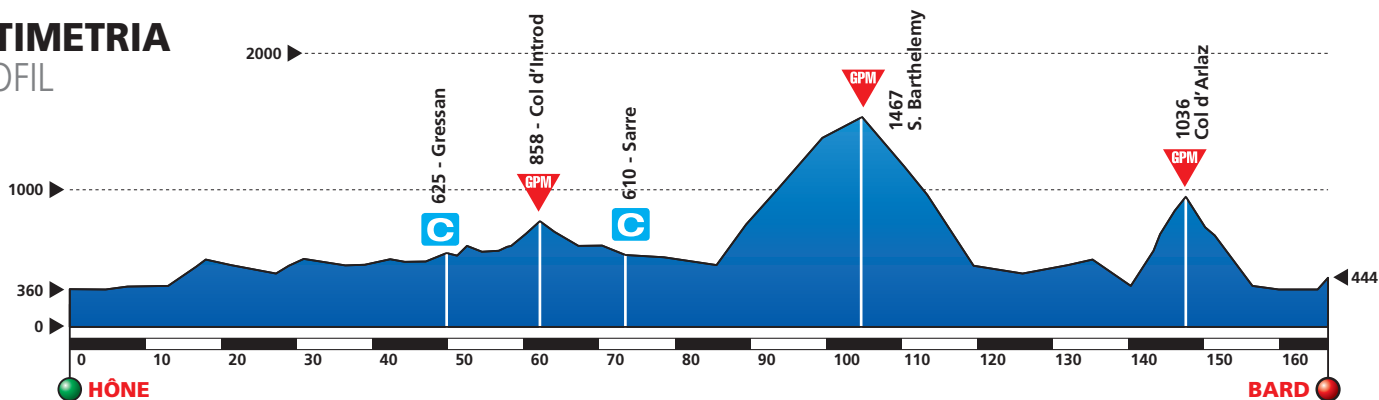 TIMETRIA
OFIL
2000
1000
360
0
625 - Gressan
C
858 - Col d'Introd
GPM
610 - Sarre
C
GPM
1467
S. Barthelemy
1036
Col d'Arlaz
GPM
444
0 10 20 30 40 50 60 70 80 90 100 110 120 130 140 150 160
HÔNE
BARD